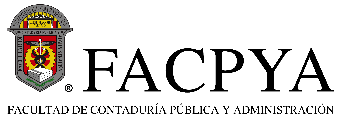 ® FACPYA
FACULTAD DE CONTADURÍA PÚBLICA Y ADMINISTRACIÓN